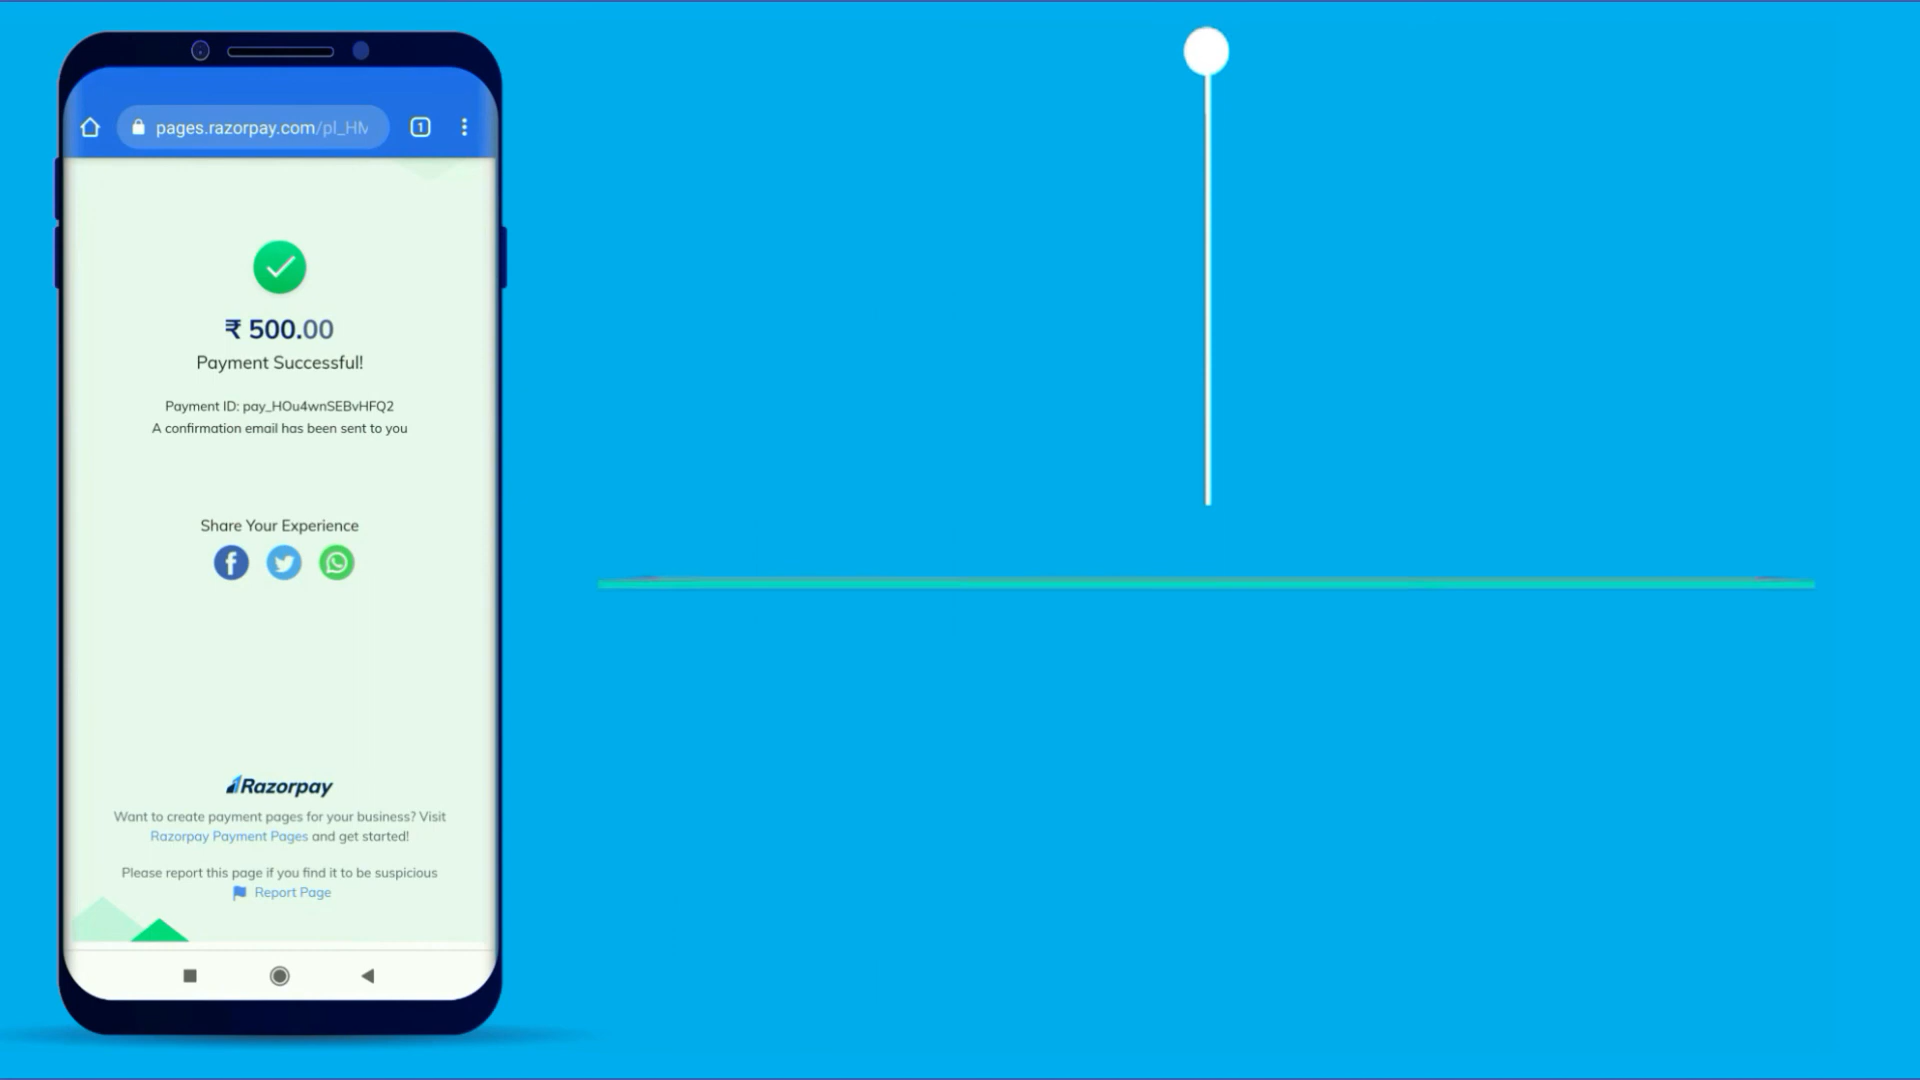 pages.razorpay.com/pl_HM
1
₹ 500.00
Payment Successful!
Payment ID: pay_HOu4wnSEBvHFQ2
A confirmation email has been sent to you
Share Your Experience
Razorpay
Want to create payment pages for your business? Visit
Razorpay Payment Pages and get started!
Please report this page if you find it to be suspicious
Report Page